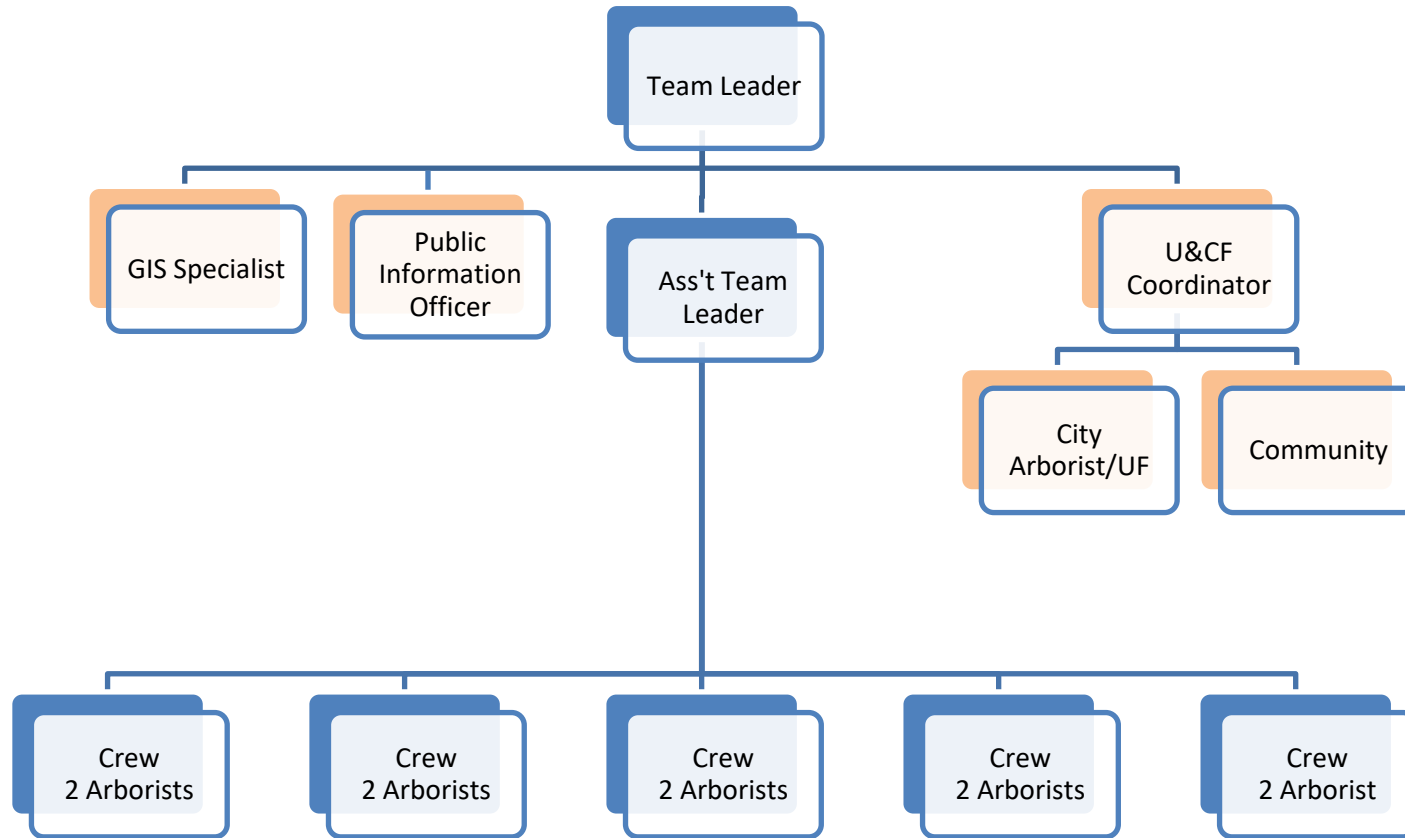 Team Leader
GIS Specialist
Public
Information
Officer
Ass't Team
Leader
U&CF
Coordinator
City
Arborist/UF
Community
Crew
2 Arborists
Crew
2 Arborists
Crew
2 Arborists
Crew
2 Arborists
Crew
2 Arborist